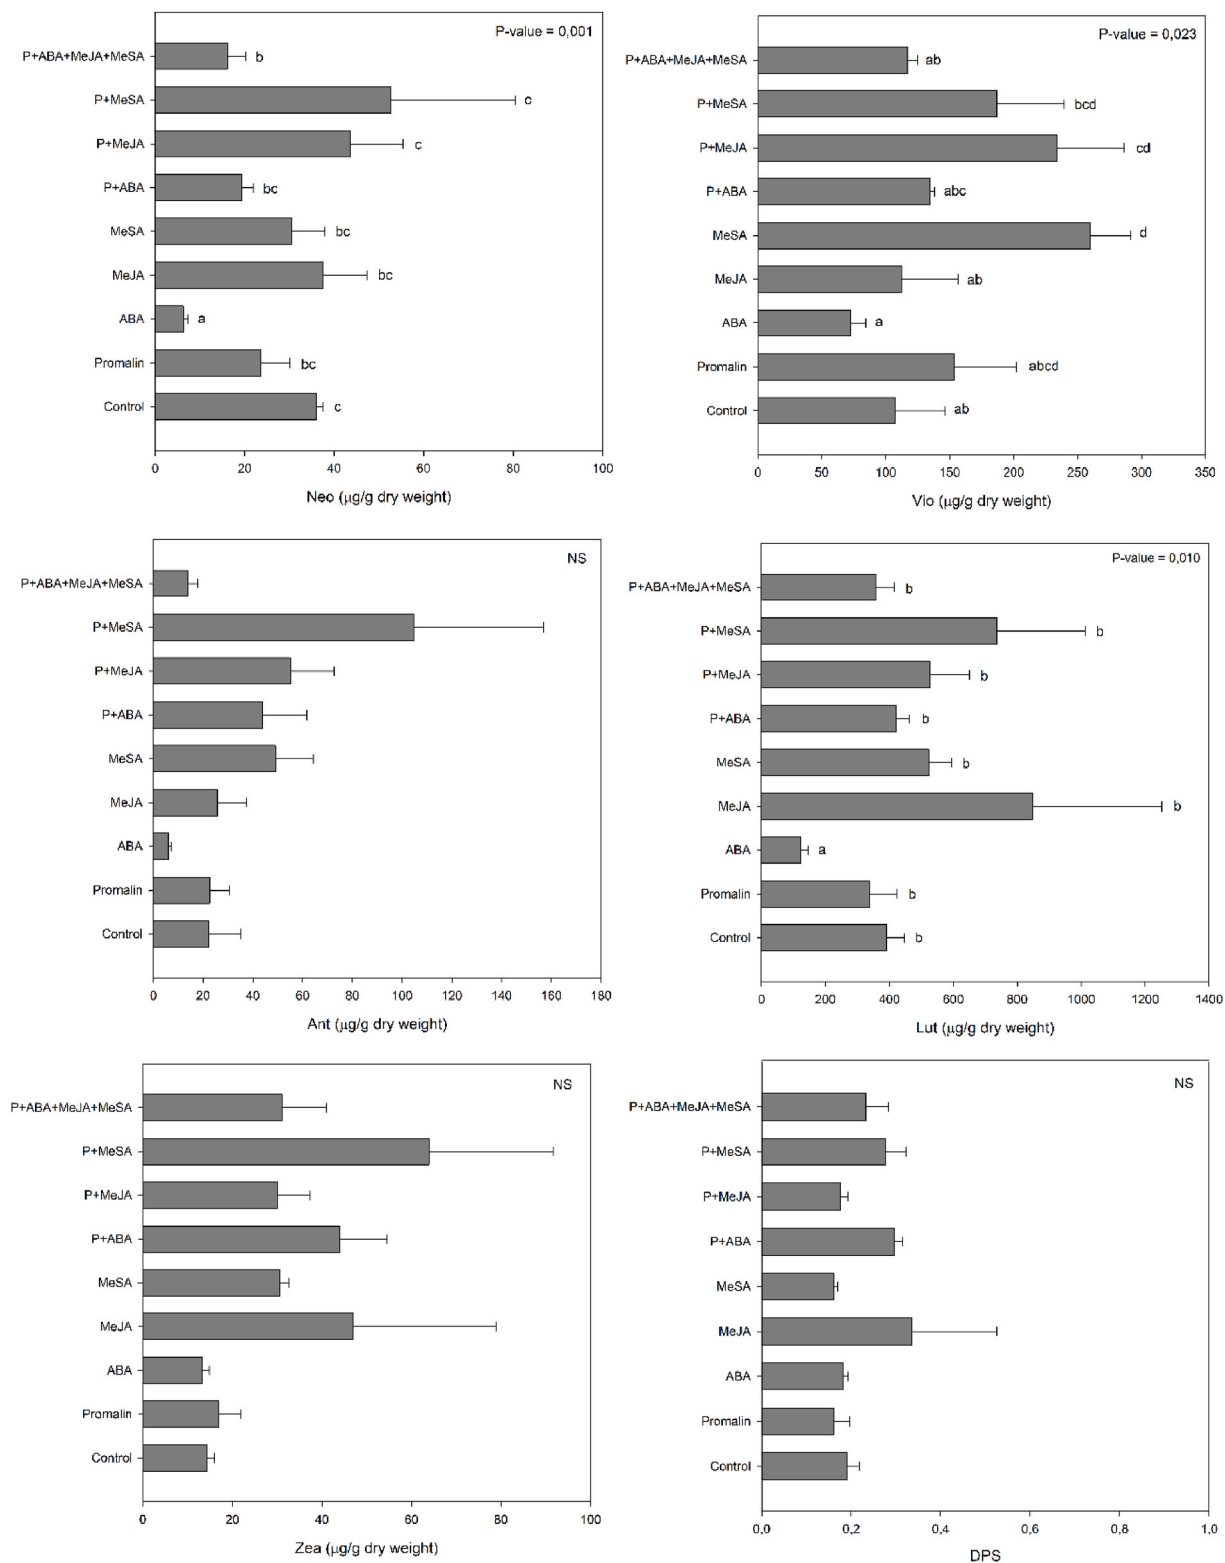 P-value = 0,001
P+ABA+MeJA+MeSA
b
P+MeSA
c
P+MeJA
c
P+ABA
bc
MeSA
bc
MeJA
bc
ABA
a
Promalin
bc
Control
c
0 20 40 60 80 100
Neo (μg/g dry weight)
P-value = 0,023
P+ABA+MeJA+MeSA
ab
P+MeSA
bcd
P+MeJA
cd
P+ABA
abc
MeSA
d
MeJA
ab
ABA
a
Promalin
abcd
Control
ab
0 50 100 150 200 250 300 350
Vio (μg/g dry weight)
NS
P+ABA+MeJA+MeSA
P+MeSA
P+MeJA
P+ABA
MeSA
MeJA
ABA
Promalin
Control
0 20 40 60 80 100 120 140 160 180
Ant (μg/g dry weight)
P-value = 0,010
P+ABA+MeJA+MeSA
b
P+MeSA
b
P+MeJA
b
P+ABA
b
MeSA
b
MeJA
b
ABA
a
Promalin
b
Control
b
0 200 400 600 800 1000 1200 1400
Lut (μg/g dry weight)
NS
P+ABA+MeJA+MeSA
P+MeSA
P+MeJA
P+ABA
MeSA
MeJA
ABA
Promalin
Control
0 20 40 60 80 100
Zea (μg/g dry weight)
NS
P+ABA+MeJA+MeSA
P+MeSA
P+MeJA
P+ABA
MeSA
MeJA
ABA
Promalin
Control
0,0 0,2 0,4 0,6 0,8 1,0
DPS